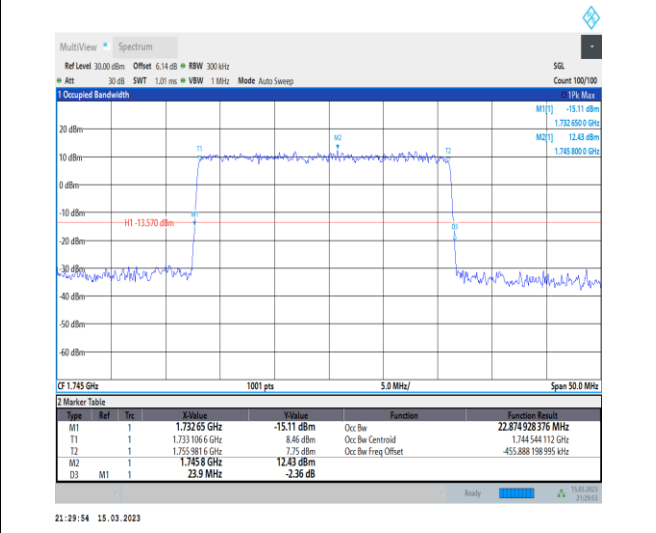 MultiView Spectrum
Ref Level 30.00 dBm Offset 6.14 dB RBW 300 kHz SGL
Att 30 dB SWT 1.01 ms VBW 1 MHz Mode Auto Sweep Count 100/100
1 Occupied Bandwidth 1Pk Max
M1[1] -15.11 dBm
1.732 650 0 GHz
M2[1] 12.43 dBm
1.745 800 0 GHz
20 dBm
M2
T1 T2
10 dBm
0 dBm
-10 dBm
M1
H1 -13.570 dBm
D3
-20 dBm
-30 dBm
-40 dBm
-50 dBm
-60 dBm
CF 1.745 GHz 1001 pts 5.0 MHz/ Span 50.0 MHz
2 Marker Table
Type Ref Trc X-Value Y-Value Function Function Result
M1 1 1.73265 GHz -15.11 dBm Occ Bw 22.874 928 376 MHz
T1 1 1.733 106 6 GHz 8.46 dBm Occ Bw Centroid 1.744 544 112 GHz
T2 1 1.755 981 6 GHz 7.75 dBm Occ Bw Freq Offset -455.888 198 995 kHz
M2 1 1.7458 GHz 12.43 dBm
D3 M1 1 23.9 MHz -2.36 dB
Ready 15.03.2023
21:29:53
21:29:54 15.03.2023